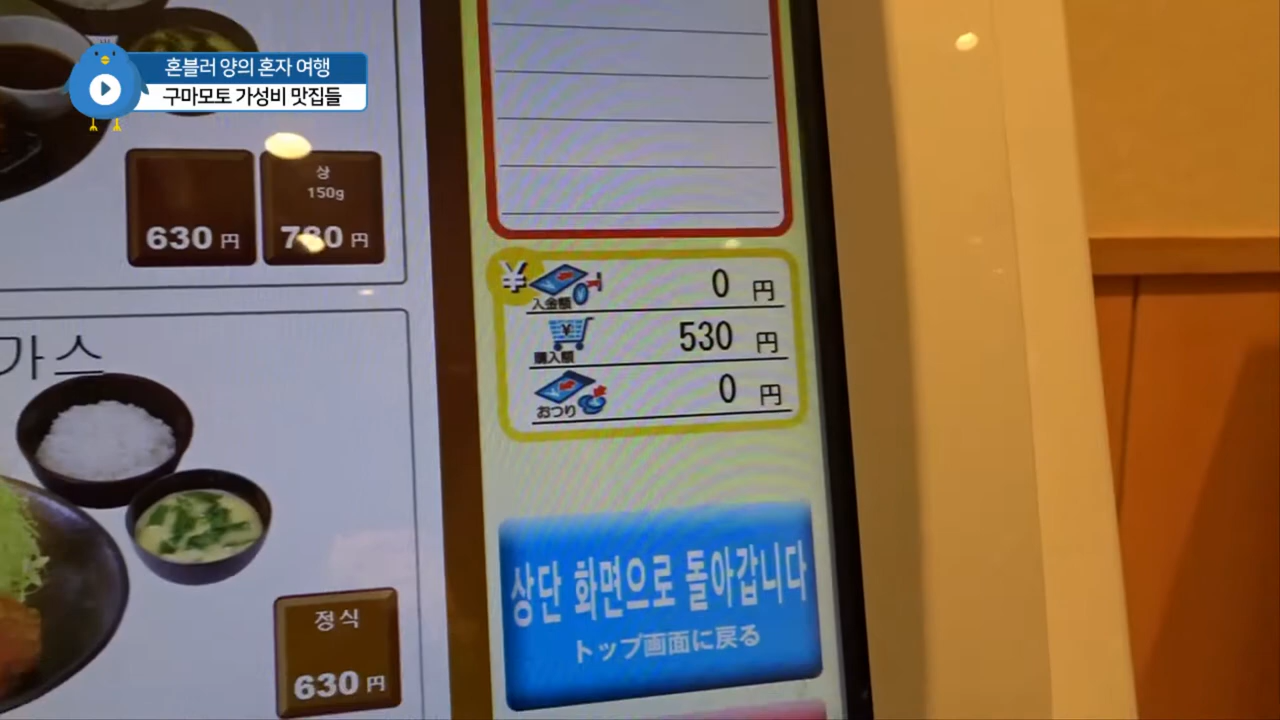 혼블러 양의 혼자 여행
구마모토 가성비 맛집들
630 円
상
150g
780 円
가스
정식
630 円
¥
入金額
0 円
購入額
530 円
おつり
0 円
상단 화면으로 돌아갑니다
トップ画面に戻る